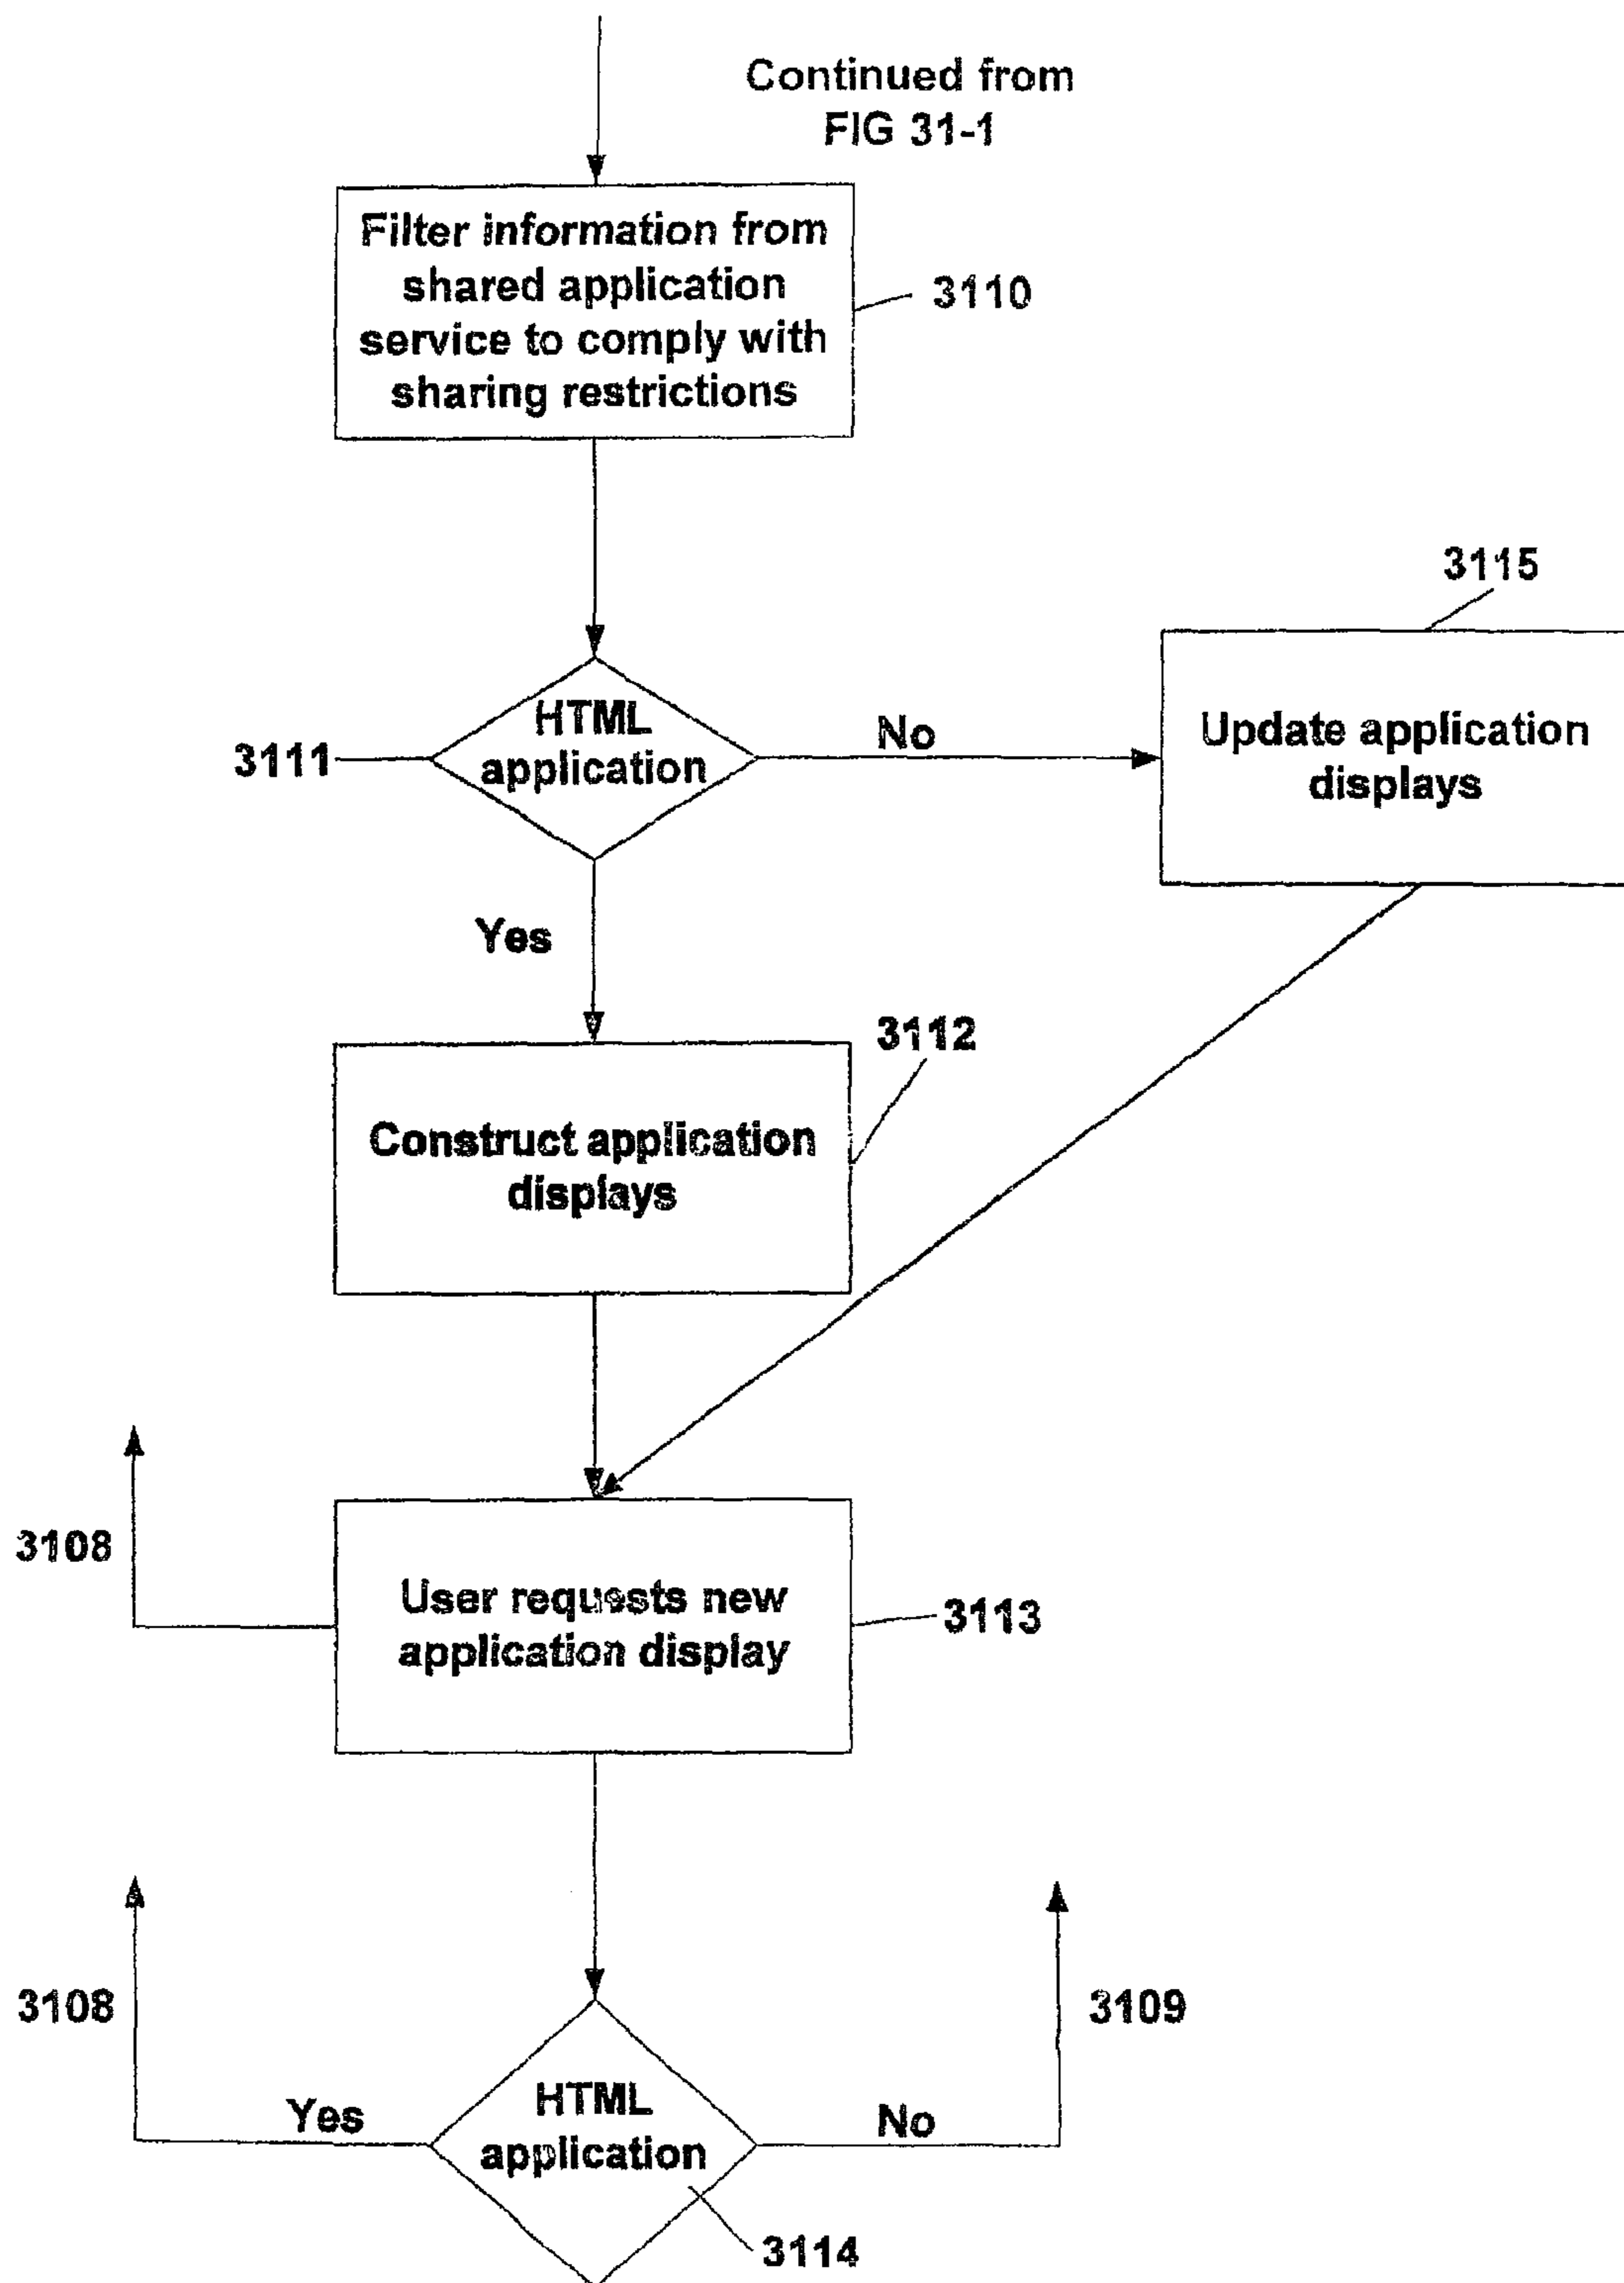 Continued from
FIG 31-1
Filter information from
shared application
service to comply with
sharing restrictions
3110
3115
HTML
application
3111
No
Update application
displays
Yes
3112
Construct application
displays
3108
User requests new
application display
3113
3108
3109
Yes
HTML
application
No
3114